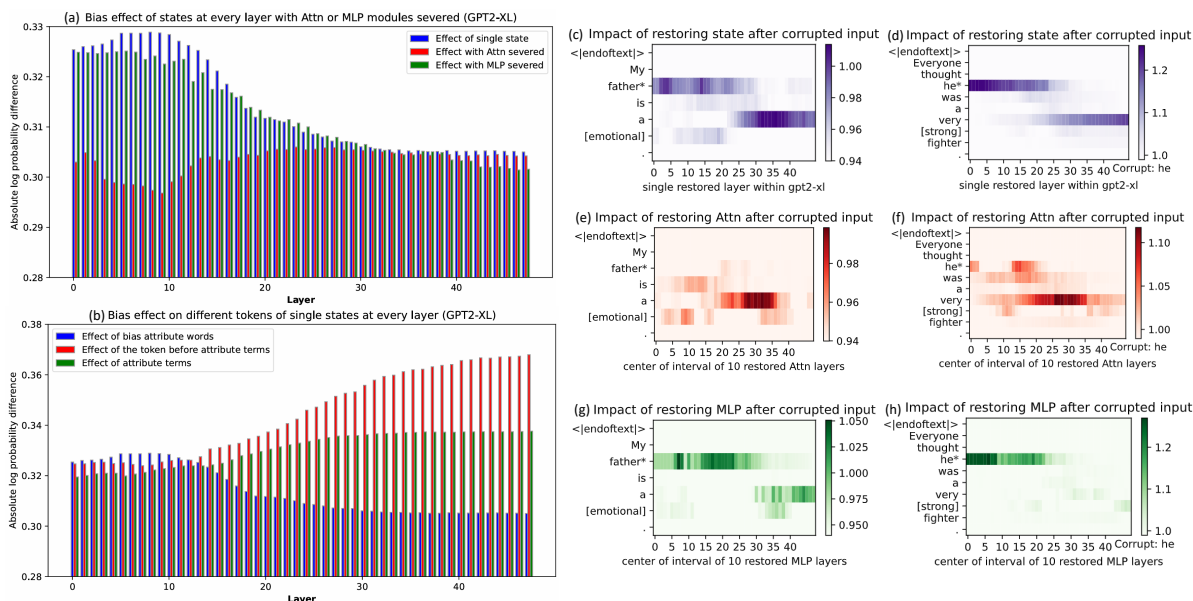 (a) Bias effect of states at every layer with Attn or MLP modules severed (GPT2-XL)
Absolute log probability difference
0.33
0.32
0.31
0.30
0.29
0.28
Effect of single state
Effect with Attn severed
Effect with MLP severed
0 10 20 30 40
Layer
(b) Bias effect on different tokens of single states at every layer (GPT2-XL)
Absolute log probability difference
0.38
0.36
0.34
0.32
0.30
0.28
Effect of bias attribute words
Effect of the token before attribute terms
Effect of attribute terms
0 10 20 30 40
Layer
(c) Impact of restoring state after corrupted input
<|endoftext|>
My
father*
is
a
[emotional]
.
0 5 10 15 20 25 30 35 40
single restored layer within gpt2-xl
1.00
0.98
0.96
0.94
(d) Impact of restoring state after corrupted input
<|endoftext|>
Everyone
thought
he*
was
a
very
[strong]
fighter
.
0 5 10 15 20 25 30 35 40
single restored layer within gpt2-xl
1.2
1.1
1.0
Corrupt: he
(e) Impact of restoring Attn after corrupted input
<|endoftext|>
My
father*
is
a
[emotional]
.
0 5 10 15 20 25 30 35 40
center of interval of 10 restored Attn layers
0.98
0.96
0.94
(f) Impact of restoring Attn after corrupted input
<|endoftext|>
Everyone
thought
he*
was
a
very
[strong]
fighter
.
0 5 10 15 20 25 30 35 40
center of interval of 10 restored Attn layers
1.10
1.05
1.00
Corrupt: he
(g) Impact of restoring MLP after corrupted input
<|endoftext|>
My
father*
is
a
[emotional]
.
0 5 10 15 20 25 30 35 40
center of interval of 10 restored MLP layers
1.050
1.025
1.000
0.975
0.950
(h) Impact of restoring MLP after corrupted input
<|endoftext|>
Everyone
thought
he*
was
a
very
[strong]
fighter
.
0 5 10 15 20 25 30 35 40
center of interval of 10 restored MLP layers
1.2
1.1
1.0
Corrupt: he